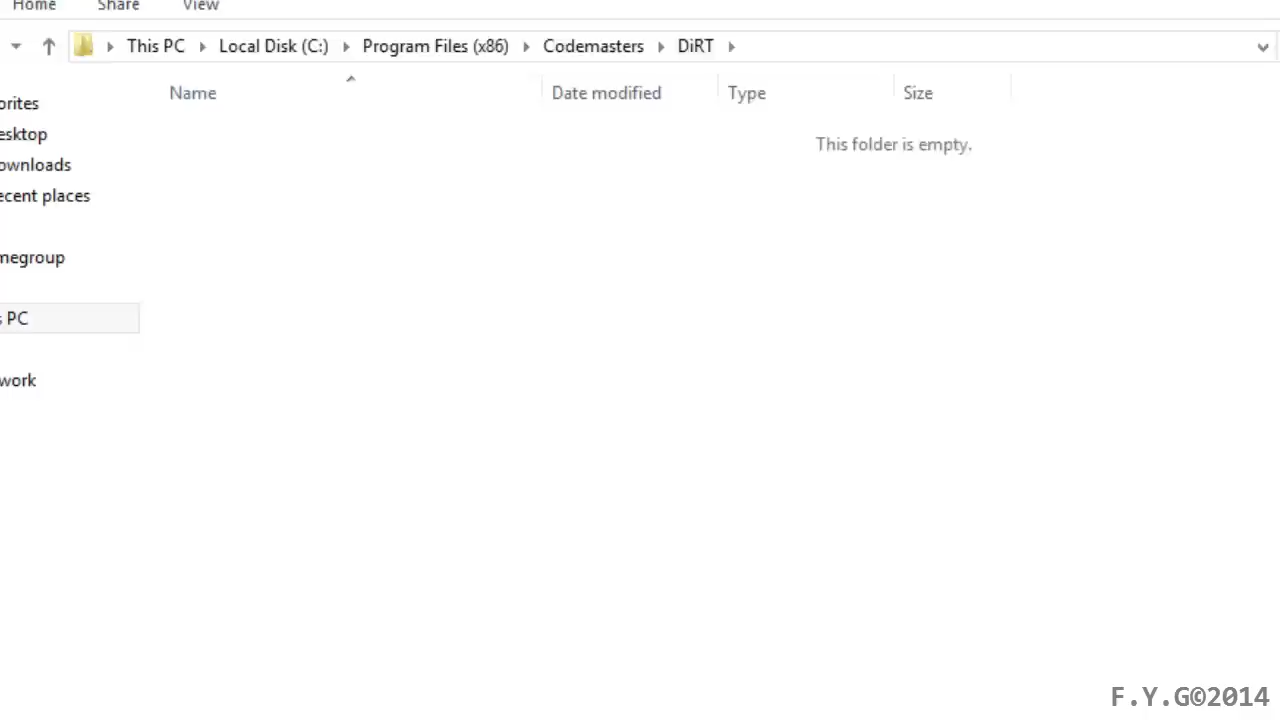 Home Share View
This PC Local Disk (C:) Program Files (x86) Codemasters DiRT
Name Date modified Type Size
This folder is empty.
orites
esktop
ownloads
ecent places
megroup
s PC
work
F.Y.G©2014